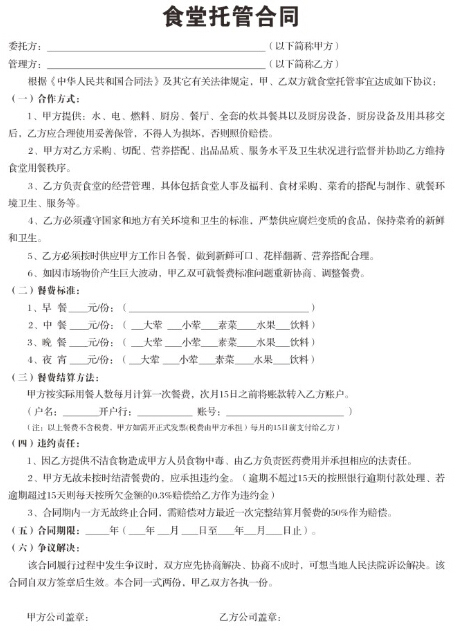 食堂托管合同
委托方：（以下简称甲方）
管理方：（以下简称乙方）
根据《中华人民共和国合同法》及其它有关法律规定，甲、乙双方就食堂托管事宜达成如下协议：
（一）合作方式：
1、甲方提供：水、电、燃料、厨房、餐厅、全套的炊具餐具以及厨房设备，厨房设备及用具移交
后，乙方应合理使用妥善保管，不得人为损坏，否则照价赔偿。
2、甲方对乙方采购、切配、营养搭配、出品品质、服务水平及卫生状况进行监督并协助乙方维持
食堂用餐秩序。
3、乙方负责食堂的经营管理，具体包括食堂人事及福利、食材采购、菜肴的搭配与制作、就餐环
境卫生、服务等。
4、乙方必须遵守国家和地方有关环境和卫生的标准，严禁供应腐烂变质的食品，保持菜肴的新鲜
和卫生。
5、乙方必须按时供应甲方工作日各餐，做到新鲜可口、花样翻新、营养搭配合理。
6、如因市场物价产生巨大波动，甲乙双可就餐费标准问题重新协商、调整餐费。
（二）餐费标准：
1、早 餐____元/份；（____________________）
2、中 餐____元/份；（ ___大荤 ___小荤___素菜____水果___饮料）
3、晚 餐____元/份；（ ___大荤 ___小荤___素菜____水果___饮料）
4、夜 宵____元/份；（ ___大荤 ___小荤___素菜____水果___饮料）
（三）餐费结算方法：
甲方按实际用餐人数每月计算一次餐费，次月15日之前将账款转入乙方账户。
（户名：_______开户行：__________ 账号：____________________ ）
（注：以上餐费不含税费，甲方如需开正式发票(税费由甲方承担）每月的15日前支付给乙方）
（四）违约责任：
1、因乙方提供不洁食物造成甲方人员食物中毒、由乙方负责医药费用并承担相应的法责任。
2、甲方无故未按时结清餐费的，应承担违约金。（逾期不超过15天的按照银行逾期付款处理、若
逾期超过15天则每天按所欠金额的0.3%赔偿给乙方作为违约金）
3、合同期内一方无故终止合同，需赔偿对方最近一次完整结算月餐费的50%作为赔偿。
（五）合同期限：_____年（___年 __月 ___日至___年__月___日止）。
（六）争议解决：
该合同履行过程中发生争议时，双方应先协商解决、协商不成时，可想当地人民法院诉讼解决。该
合同自双方签章后生效。本合同一式两份，甲乙双方各执一份。
甲方公司盖章： 乙方公司盖章：